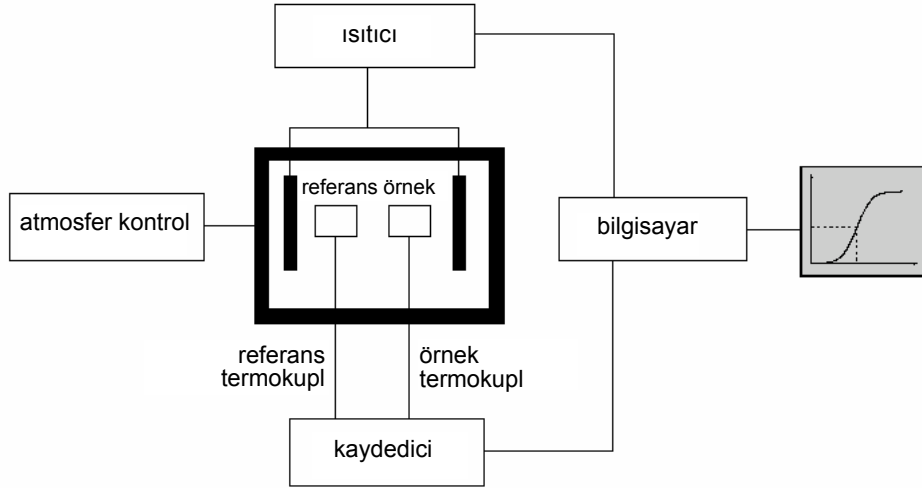 ısıtıcı
referans örnek
atmosfer kontrol
bilgisayar
referans
termokupl
örnek
termokupl
kaydedici